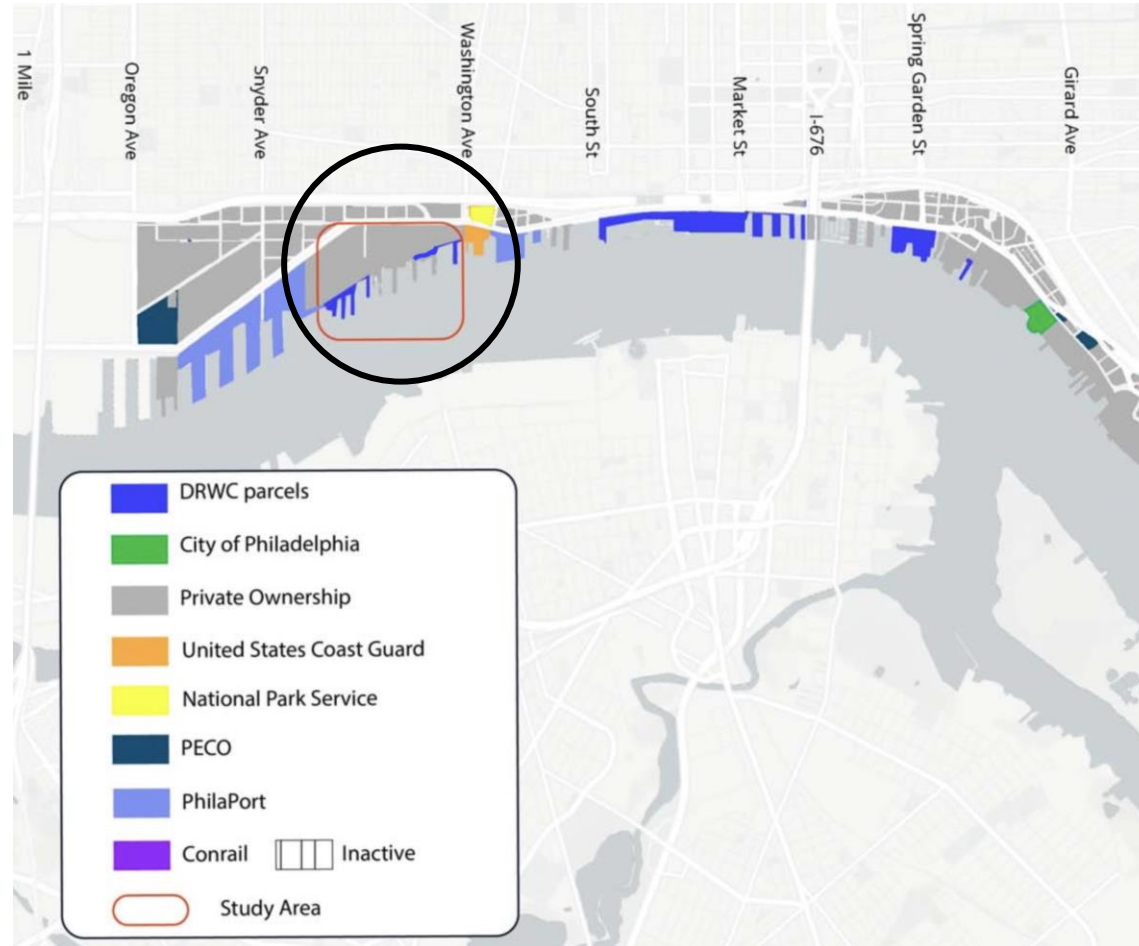 1 Mile
Oregon Ave
Snyder Ave
Washington Ave
South St
Market St
I-676
Spring Garden St
Girard Ave
DRWC parcels
City of Philadelphia
Private Ownership
United States Coast Guard
National Park Service
PECO
PhilaPort
Conrail Inactive
Study Area